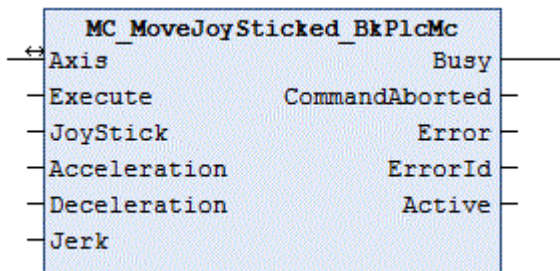 MC_MoveJoySticked_BkPlcMc
Axis Busy
Execute CommandAborted
JoyStick Error
Acceleration ErrorId
Deceleration Active
Jerk